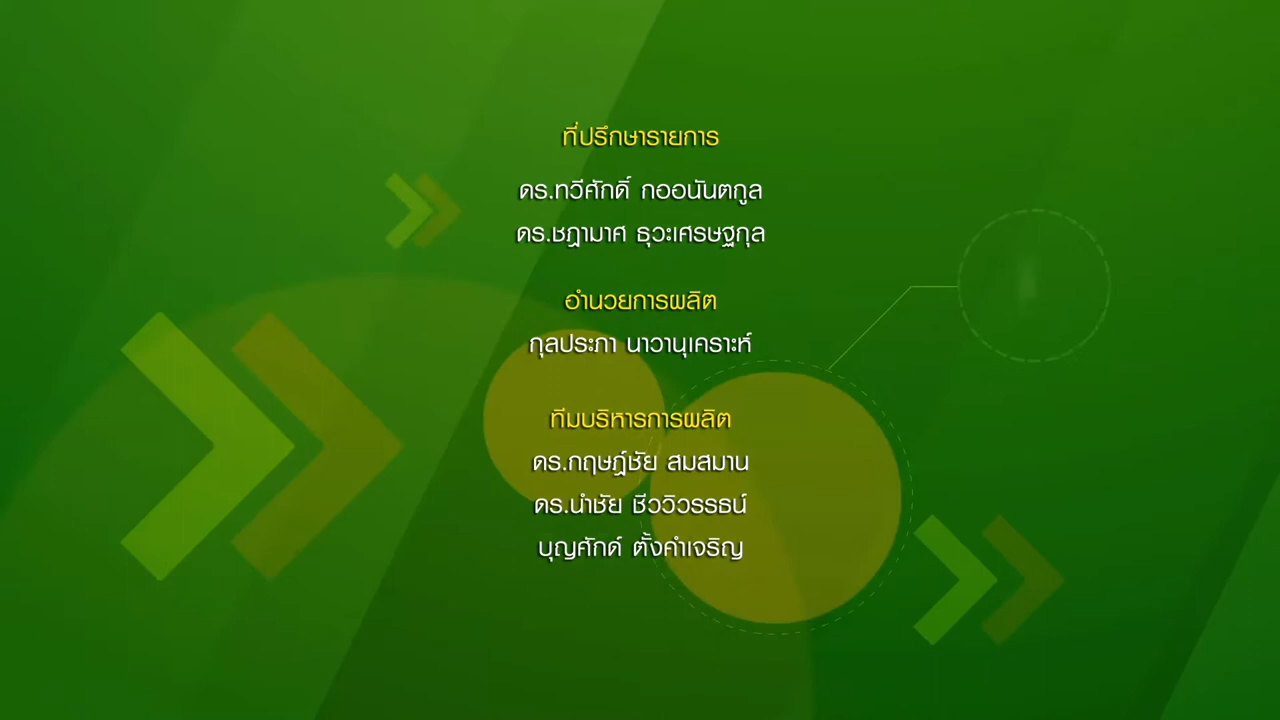 ที่ปรึกษารายการ
ดร.ทวีศักดิ์ กออนันตกูล
ดร.ชฎามาศ ธุวะเศรษฐกุล
อำนวยการผลิต
กุลประภา นาวานุเคราะห์
ทีมบริหารการผลิต
ดร.กฤษฎ์ชัย สมสมาน
ดร.นำชัย ชีววิวรรธน์
บุญศักด์ ตั้งคำเจริญ